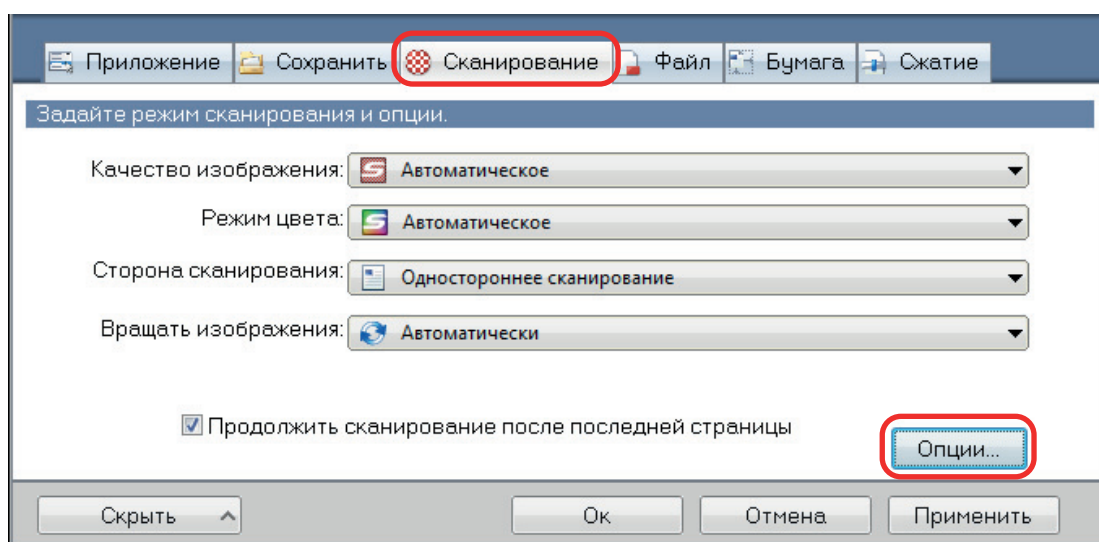 Приложение Сохранить Сканирование Файл Бумага Сжатие
Задайте режим сканирования и опции.
Качество изображения: Автоматическое
Режим цвета: Автоматическое
Сторона сканирования: Одностороннее сканирование
Вращать изображения: Автоматически
Продолжить сканирование после последней страницы
Опции...
Скрыть Ок Отмена Применить